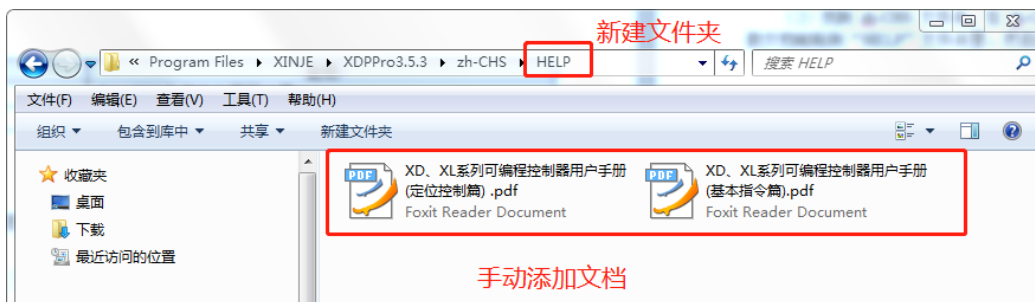 新建文件夹
« Program Files ▸ XINJE ▸ XDPPro3.5.3 ▸ zh-CHS ▸ HELP
搜索 HELP
文件(F) 编辑(E) 查看(V) 工具(T) 帮助(H)
组织 包含到库中 共享 新建文件夹
收藏夹
桌面
下载
最近访问的位置
XD、XL系列可编程控制器用户手册
(定位控制篇) .pdf
Foxit Reader Document
XD、XL系列可编程控制器用户手册
(基本指令篇).pdf
Foxit Reader Document
手动添加文档